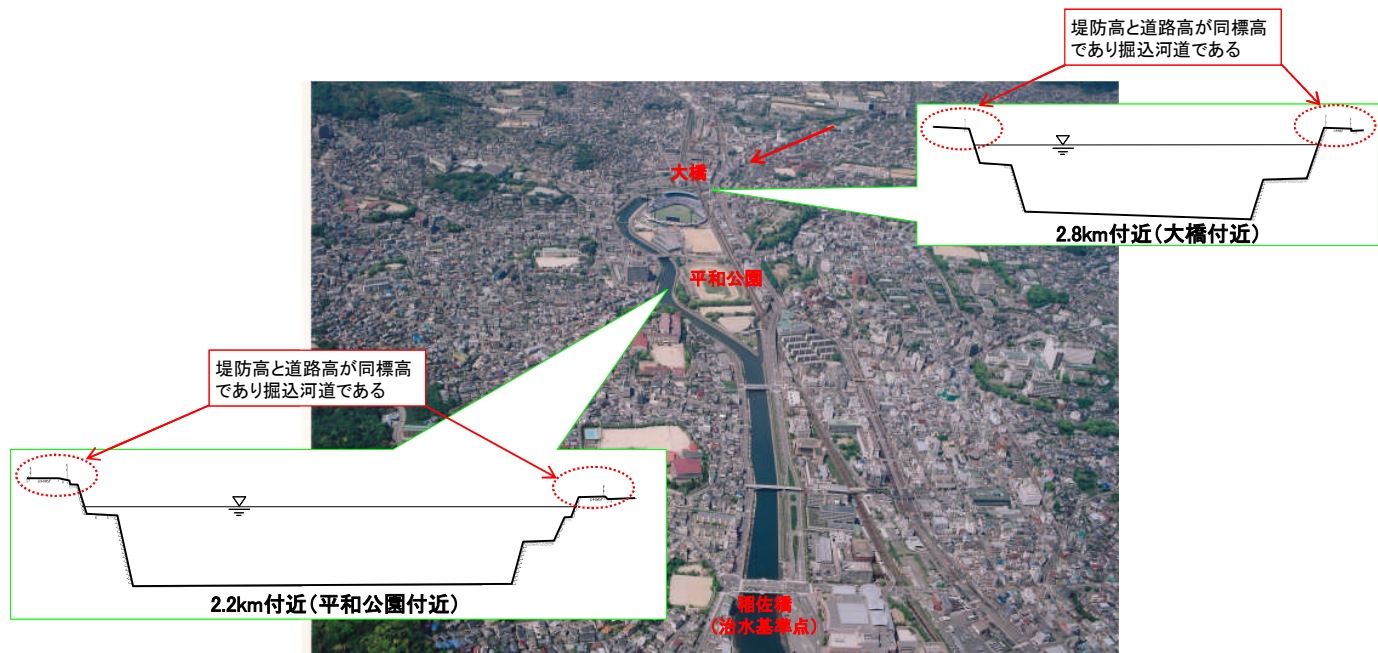 堤防高と道路高が同標高
であり掘込河道である
大橋
2.8km付近(大橋付近)
平和公園
堤防高と道路高が同標高
であり掘込河道である
2.2km付近(平和公園付近)
稲佐橋
(治水基準点)